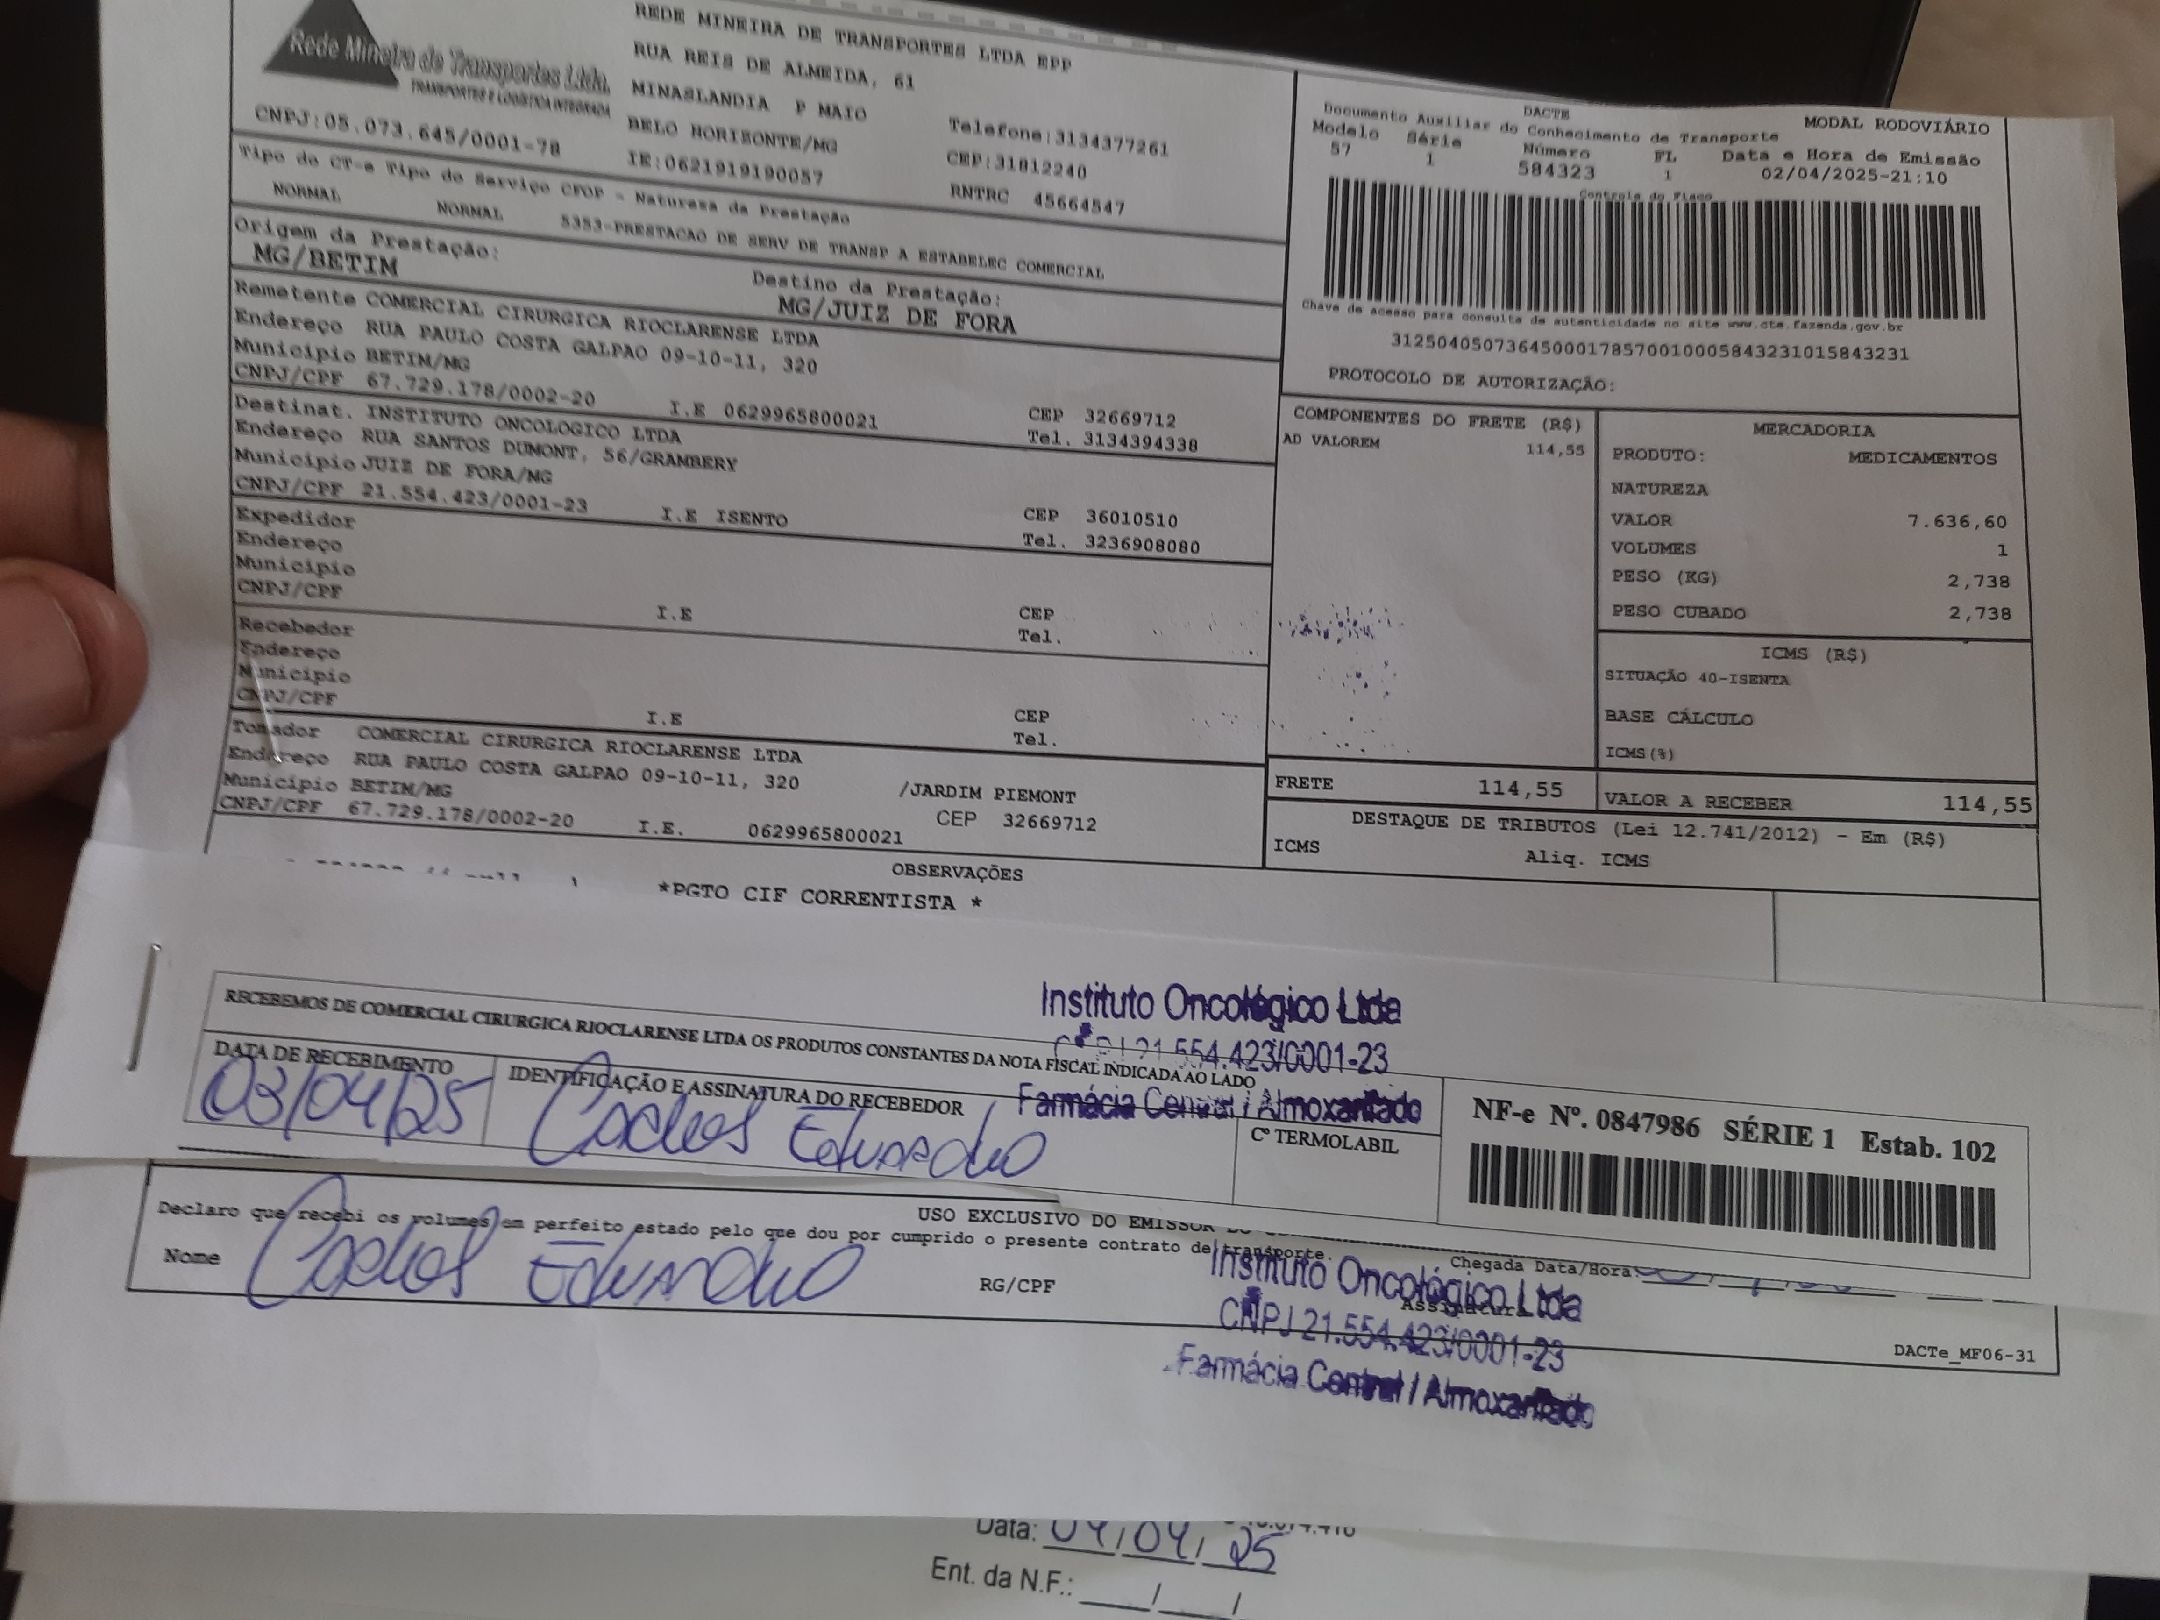 Rede Mineira de Transportes Ltda.
TRANSPORTES E LOGÍSTICA INTEGRADA
CNPJ:05.073.645/0001-78
REDE MINEIRA DE TRANSPORTES LTDA EPP
RUA REIS DE ALMEIDA, 61
MINASLANDIA P MAIO
BELO HORIZONTE/MG Telefone:3134377261
IE:0621919190057 CEP:31812240
RNTRC 45664547
DACTE MODAL RODOVIÁRIO
Documento Auxiliar do Conhecimento de Transporte
Modelo Série Número FL Data e Hora de Emissão
57 1 584323 1 02/04/2025-21:10
Controle do Fisco
Chave de acesso para consulta de autenticidade no site www.cte.fazenda.gov.br
31250405073645000178570010005843231015843231
PROTOCOLO DE AUTORIZAÇÃO:
Tipo do CT-e Tipo do Serviço CFOP - Natureza da Prestação
NORMAL NORMAL 5353-PRESTACAO DE SERV DE TRANSP A ESTABELEC COMERCIAL
Origem da Prestação: Destino da Prestação:
MG/BETIM MG/JUIZ DE FORA
Remetente COMERCIAL CIRURGICA RIOCLARENSE LTDA
Endereço RUA PAULO COSTA GALPAO 09-10-11, 320
Município BETIM/MG CEP 32669712
CNPJ/CPF 67.729.178/0002-20 I.E 0629965800021 Tel. 3134394338
Destinat. INSTITUTO ONCOLOGICO LTDA
Endereço RUA SANTOS DUMONT, 56/GRAMBERY
Município JUIZ DE FORA/MG CEP 36010510
CNPJ/CPF 21.554.423/0001-23 I.E ISENTO Tel. 3236908080
Expedidor
Endereço
Município CEP
CNPJ/CPF I.E Tel.
Recebedor
Endereço
Município CEP
CNPJ/CPF I.E Tel.
Tomador COMERCIAL CIRURGICA RIOCLARENSE LTDA
Endereço RUA PAULO COSTA GALPAO 09-10-11, 320 /JARDIM PIEMONT
Município BETIM/MG CEP 32669712
CNPJ/CPF 67.729.178/0002-20 I.E. 0629965800021
COMPONENTES DO FRETE (R$)
AD VALOREM 114,55
FRETE 114,55
MERCADORIA
PRODUTO: MEDICAMENTOS
NATUREZA
VALOR 7.636,60
VOLUMES 1
PESO (KG) 2,738
PESO CUBADO 2,738
ICMS (R$)
SITUAÇÃO 40-ISENTA
BASE CÁLCULO
ICMS(%)
VALOR A RECEBER 114,55
DESTAQUE DE TRIBUTOS (Lei 12.741/2012) - Em (R$)
ICMS Aliq. ICMS
OBSERVAÇÕES
*PGTO CIF CORRENTISTA *
RECEBEMOS DE COMERCIAL CIRURGICA RIOCLARENSE LTDA OS PRODUTOS CONSTANTES DA NOTA FISCAL INDICADA AO LADO
DATA DE RECEBIMENTO IDENTIFICAÇÃO E ASSINATURA DO RECEBEDOR
03/04/25 Carlos Eduardo
Instituto Oncológico Ltda
CNPJ 21.554.423/0001-23
Farmácia Central / Almoxarifado
Cº TERMOLABIL
NF-e Nº. 0847986 SÉRIE 1 Estab. 102
USO EXCLUSIVO DO EMISSOR
Declaro que recebi os volumes em perfeito estado pelo que dou por cumprido o presente contrato de transporte.
Chegada Data/Hora:
Nome Carlos Eduardo RG/CPF Assinatura
Instituto Oncológico Ltda
CNPJ 21.554.423/0001-23
Farmácia Central / Almoxarifado
DACTe_MF06-31
Data: 04/04/25
Ent. da N.F.: ___/___/